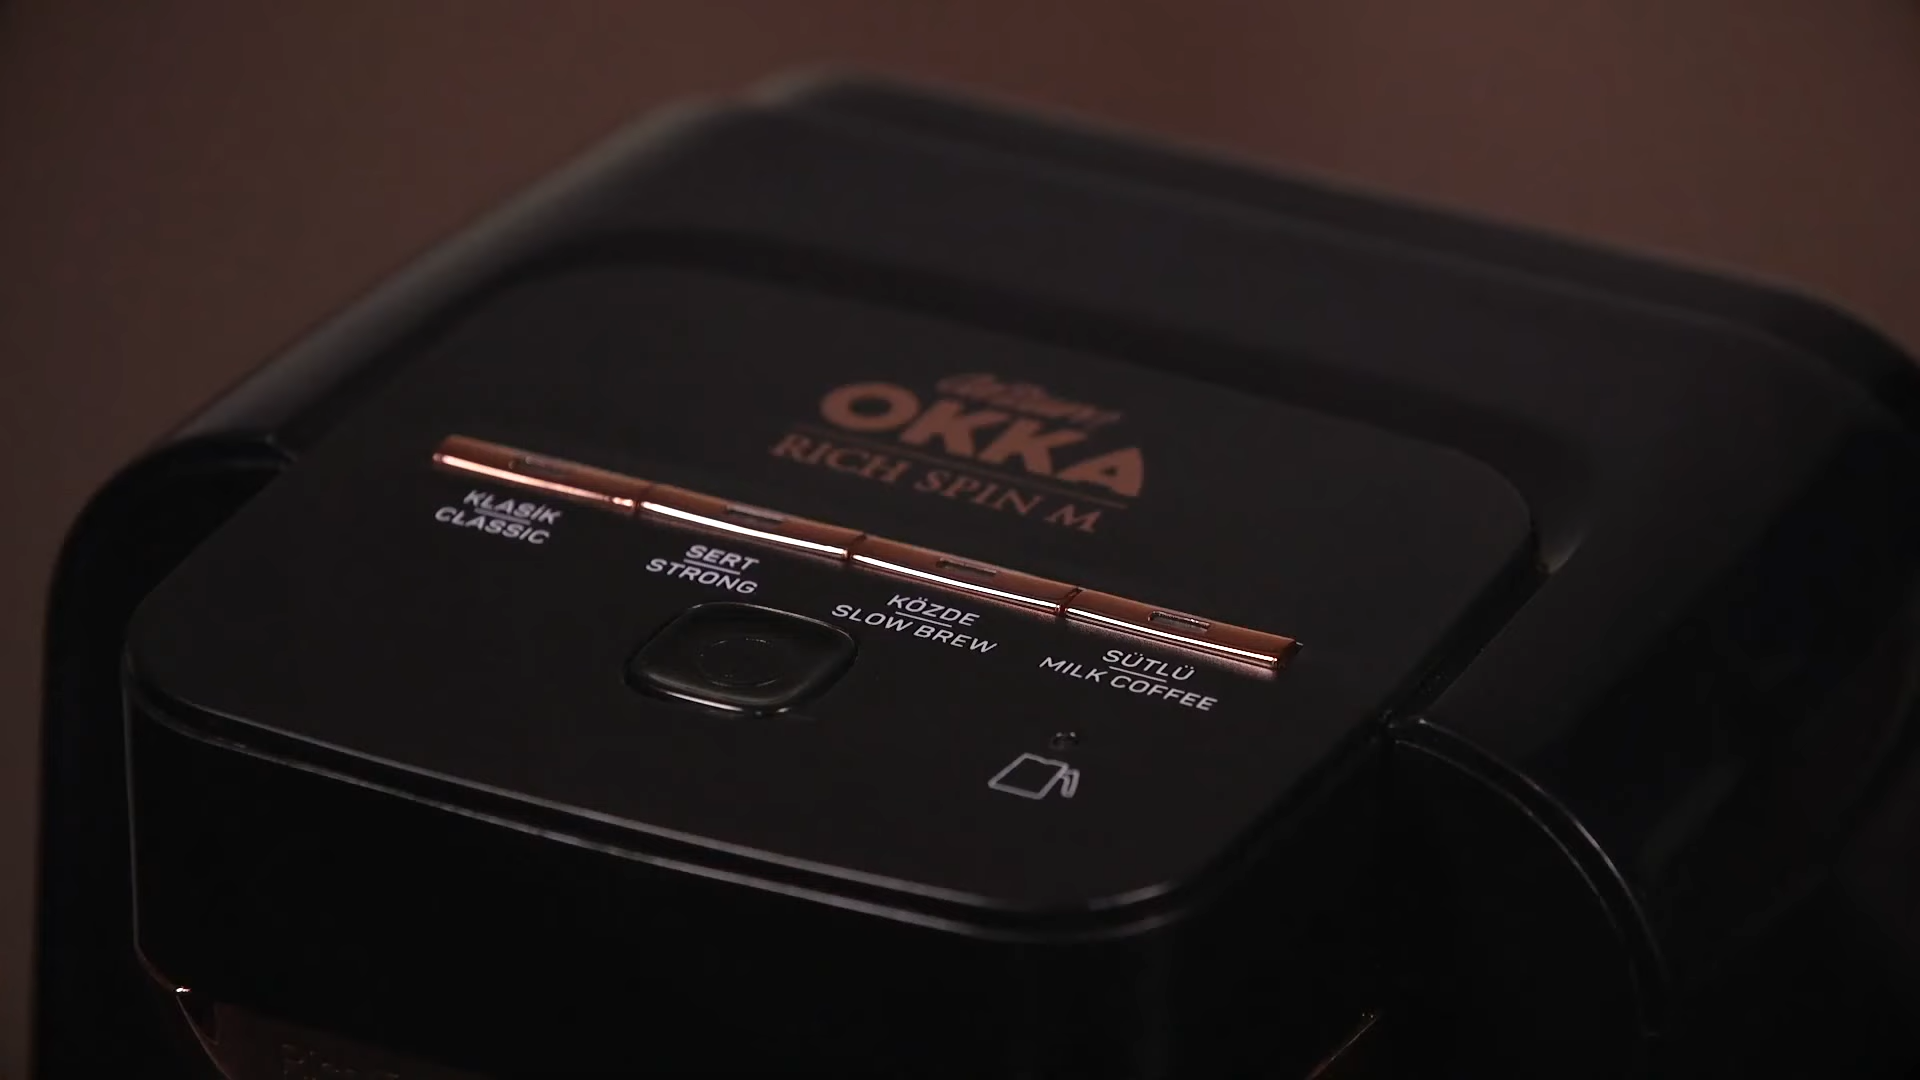 OKKA
RICH SPIN M
KLASİK
CLASSIC
SERT
STRONG
KÖZDE
SLOW BREW
SÜTLÜ
MILK COFFEE